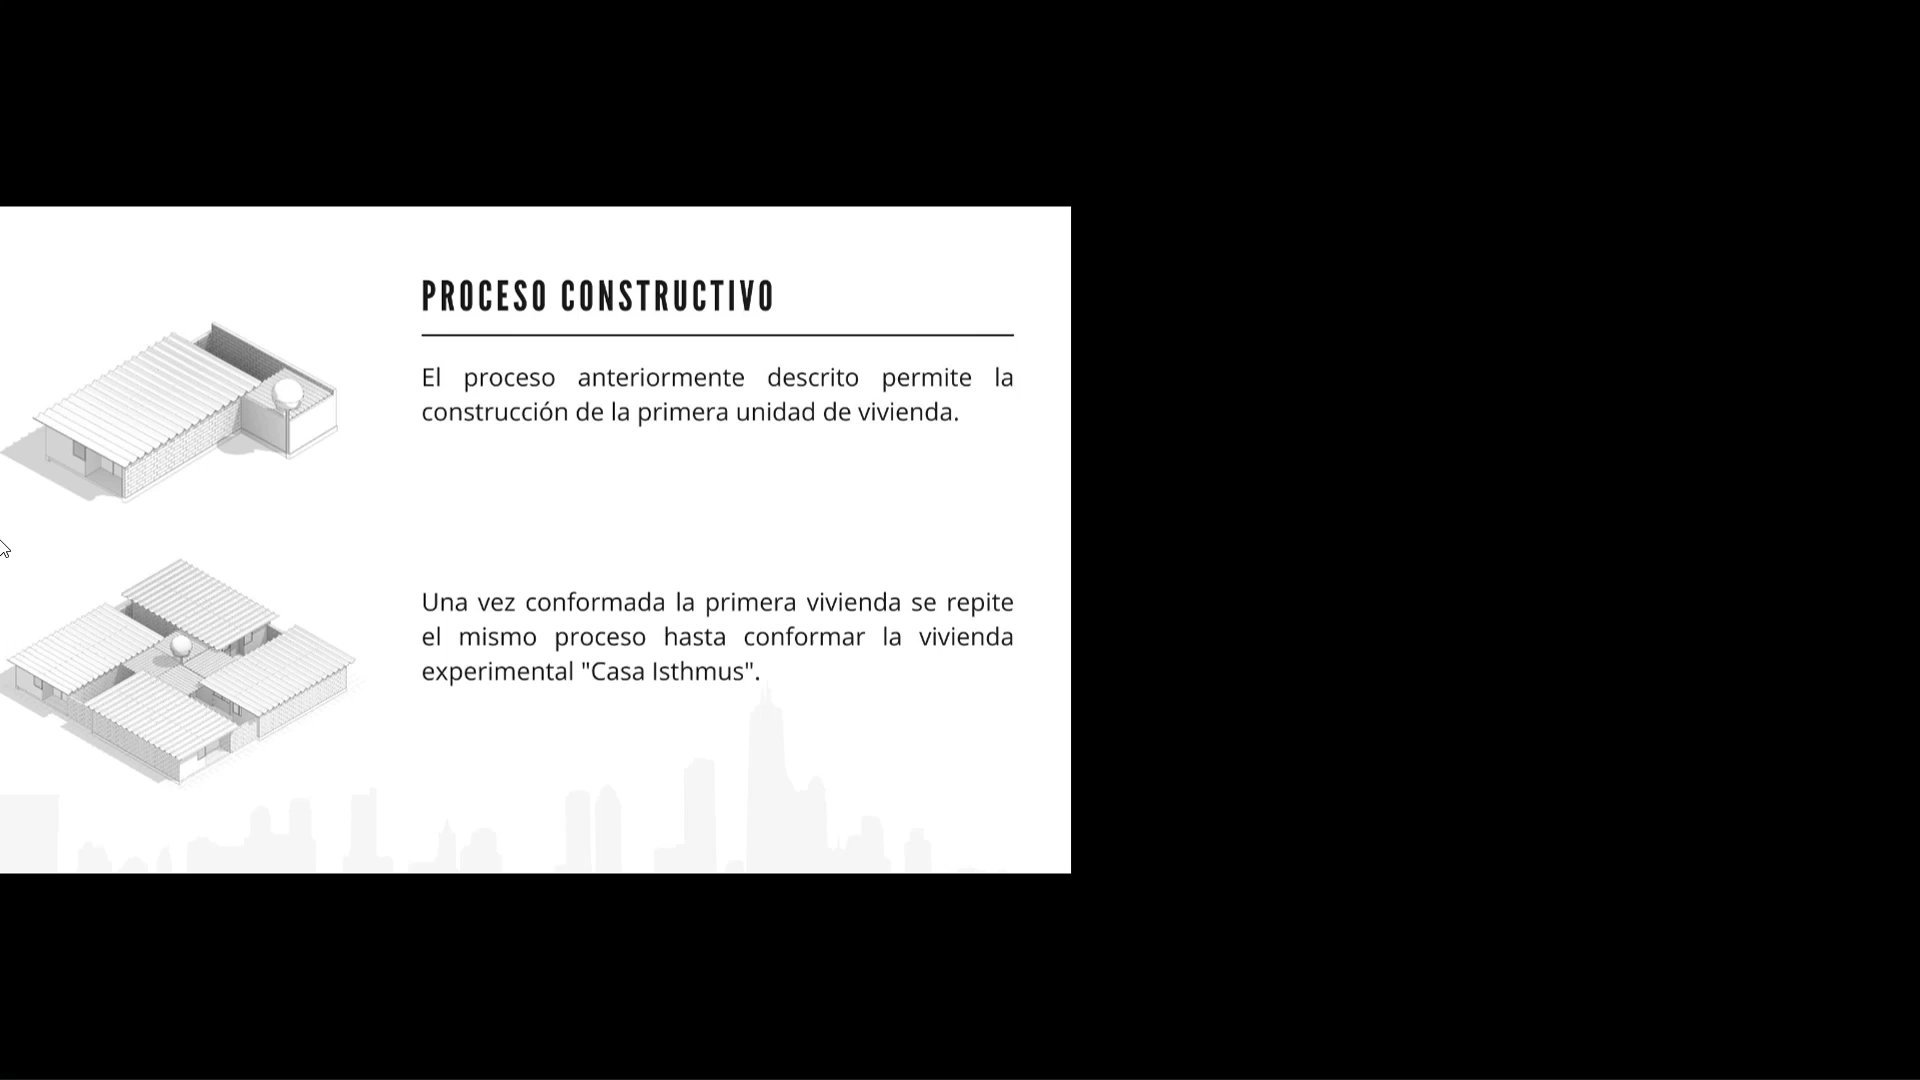 PROCESO CONSTRUCTIVO
El proceso anteriormente descrito permite la
construcción de la primera unidad de vivienda.
Una vez conformada la primera vivienda se repite
el mismo proceso hasta conformar la vivienda
experimental "Casa Isthmus".